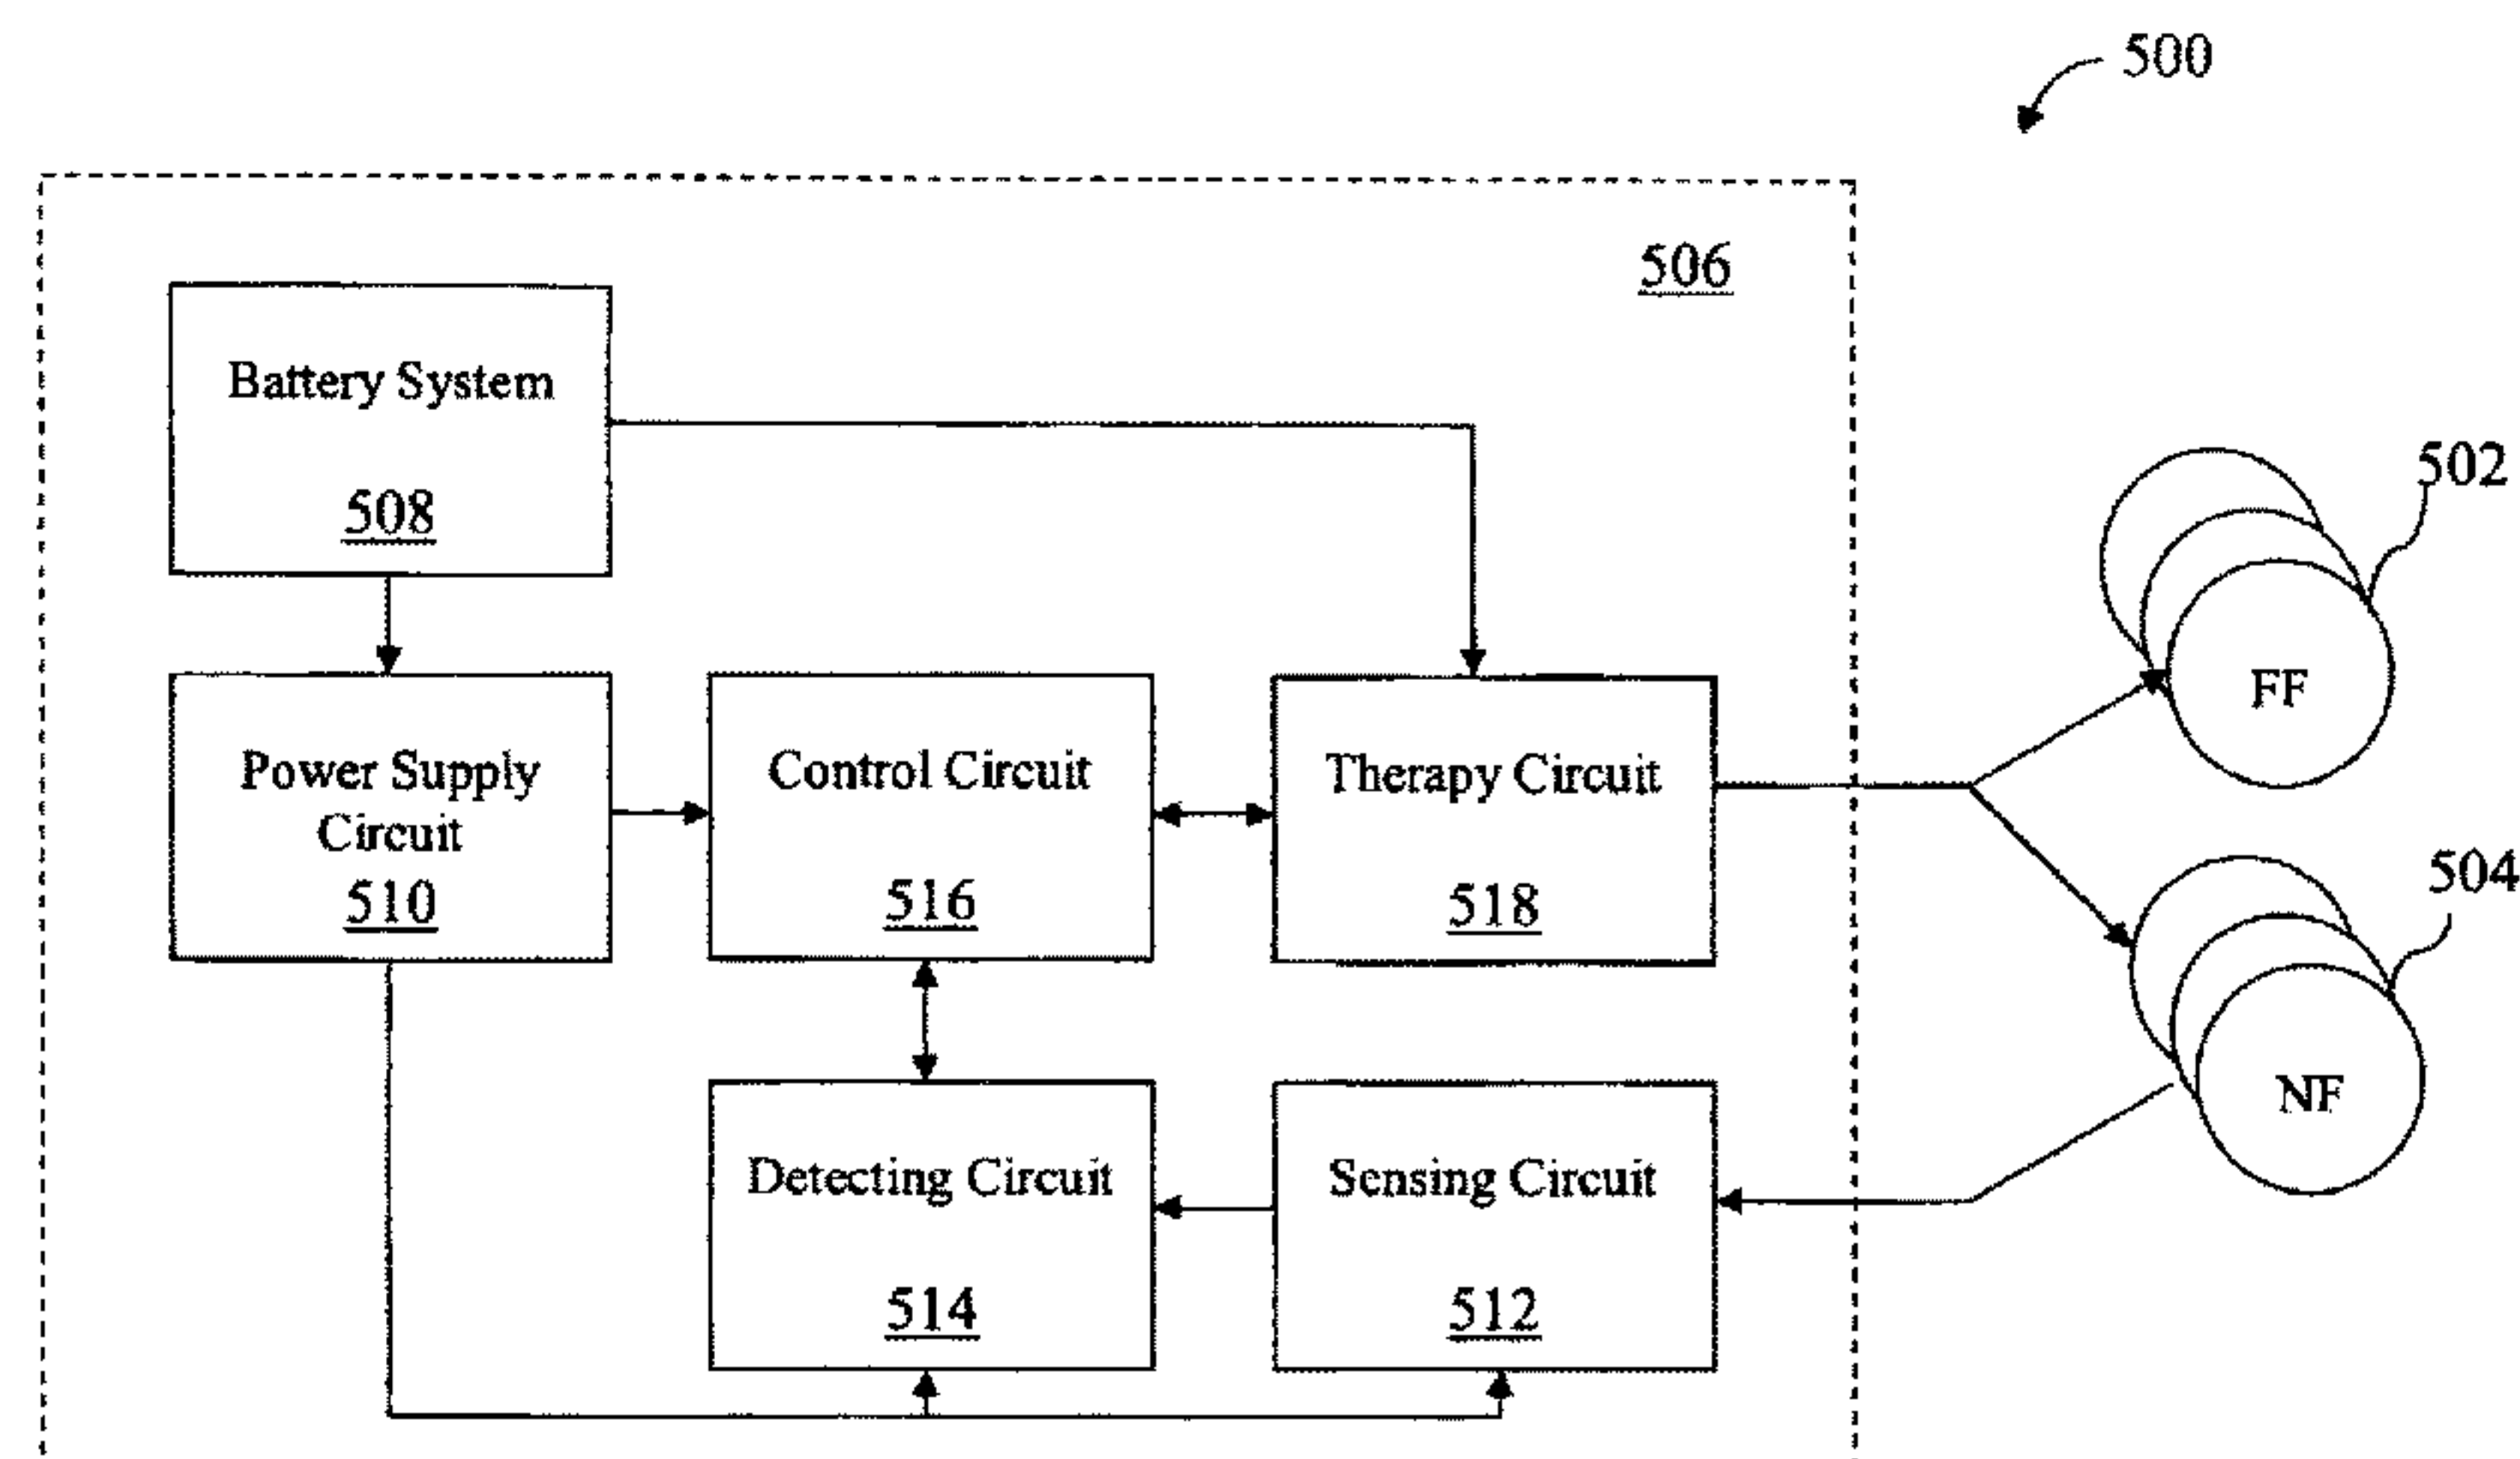 500
506
Battery System
508
502
FF
Power Supply
Circuit
510
Control Circuit
516
Therapy Circuit
518
504
NF
Detecting Circuit
514
Sensing Circuit
512